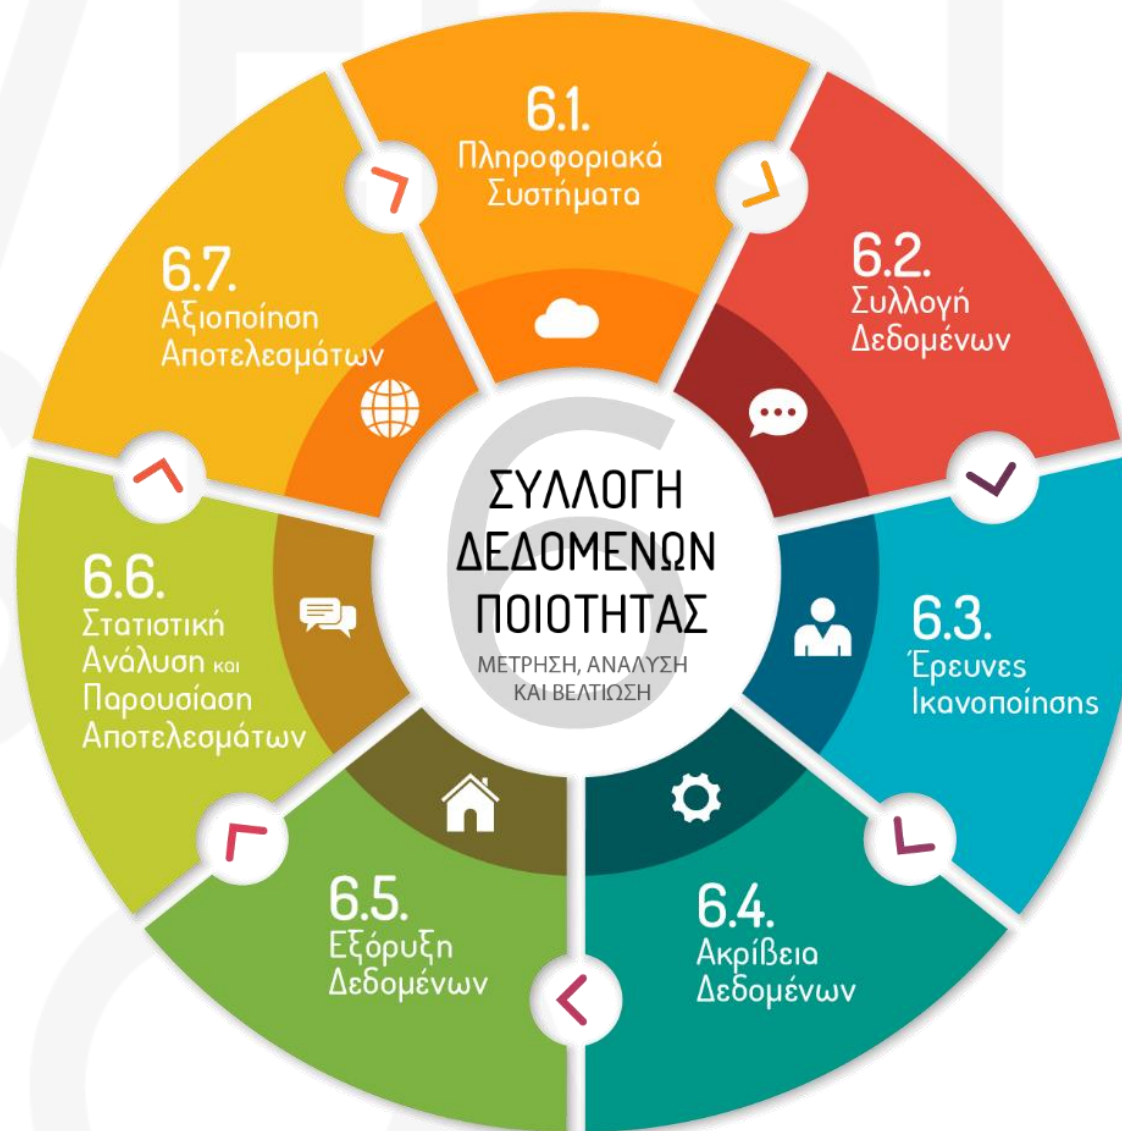 6.1.
Πληροφοριακά
Συστήματα
6.2.
Συλλογή
Δεδομένων
6.3.
Έρευνες
Ικανοποίησης
6.4.
Ακρίβεια
Δεδομένων
6.5.
Εξόρυξη
Δεδομένων
6.6.
Στατιστική
Ανάλυση και
Παρουσίαση
Αποτελεσμάτων
6.7.
Αξιοποίηση
Αποτελεσμάτων
6
ΣΥΛΛΟΓΗ
ΔΕΔΟΜΕΝΩΝ
ΠΟΙΟΤΗΤΑΣ
ΜΕΤΡΗΣΗ, ΑΝΑΛΥΣΗ
ΚΑΙ ΒΕΛΤΙΩΣΗ